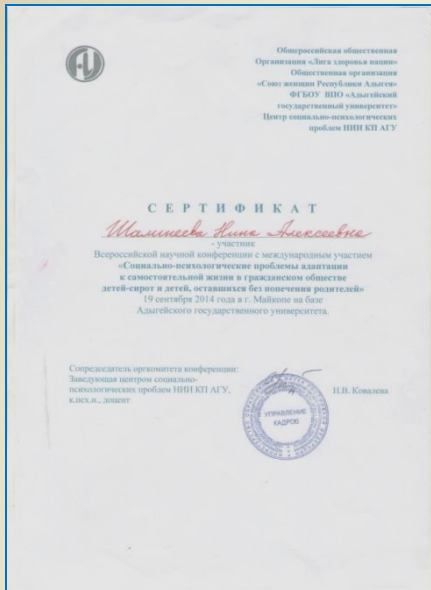 Общероссийская общественная
Организация «Лига здоровья нации»
Общественная организация
«Союз женщин Республики Адыгея»
ФГБОУ ВПО «Адыгейский
государственный университет»
Центр социально-психологических
проблем НИИ КП АГУ
СЕРТИФИКАТ
Нина Алексеевна
- участник
Всероссийской научной конференции с международным участием
«Социально-психологические проблемы адаптации
к самостоятельной жизни в гражданском обществе
детей-сирот и детей, оставшихся без попечения родителей»
19 сентября 2014 года в г. Майкопе на базе
Адыгейского государственного университета.
Сопредседатель оргкомитета конференции:
Заведующая центром социально-
психологических проблем НИИ КП АГУ,
к.псх.н., доцент
Н.В. Ковалева
УПРАВЛЕНИЕ
КАДРОВ